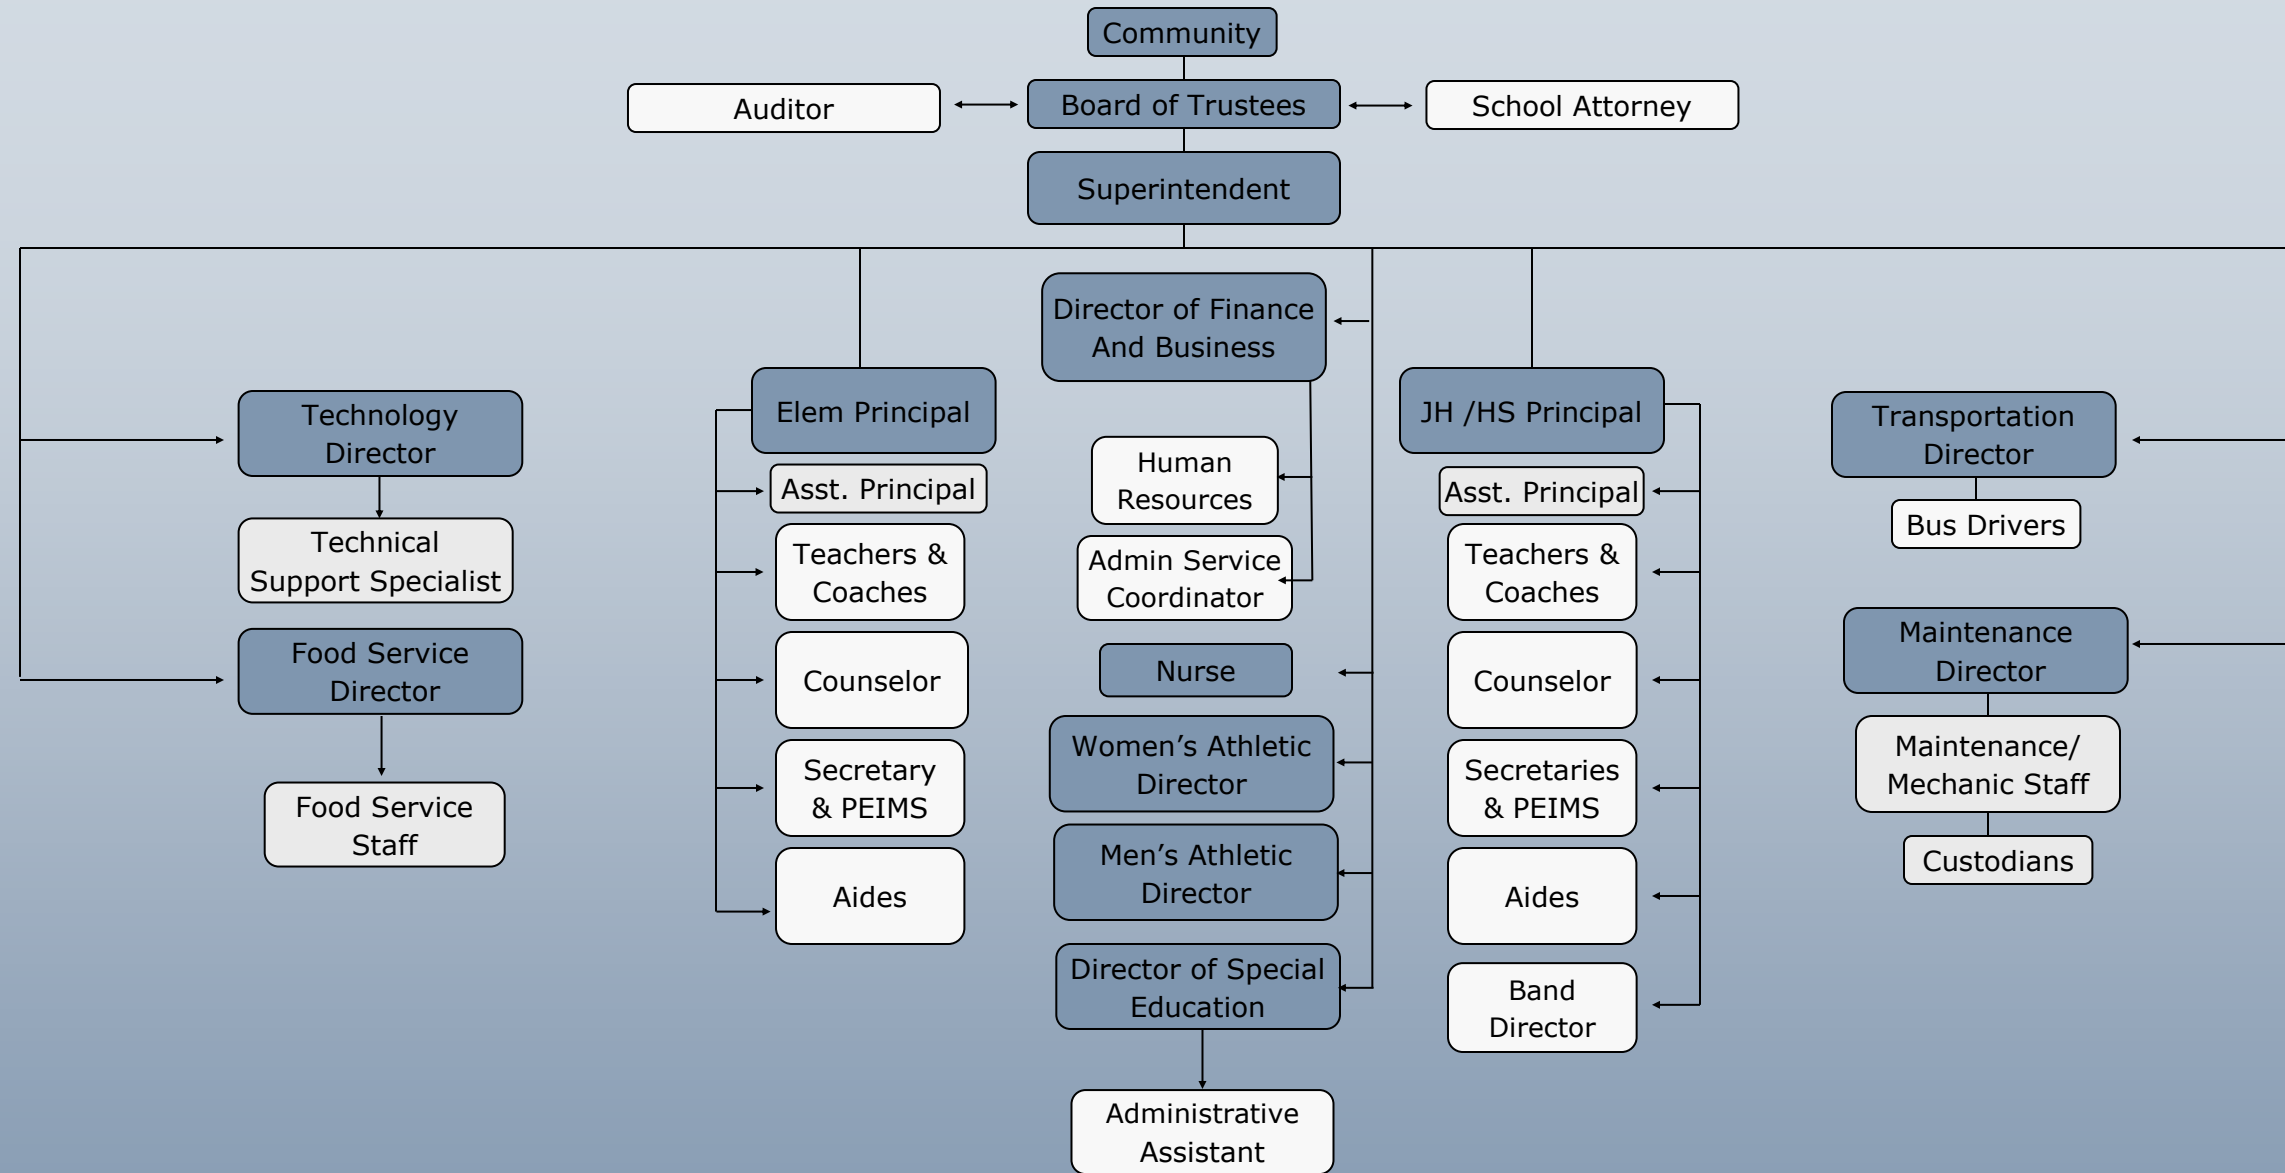 Community
Auditor
Board of Trustees
School Attorney
Superintendent
Director of Finance
And Business
Technology
Director
Technical
Support Specialist
Food Service
Director
Food Service
Staff
Elem Principal
Asst. Principal
Teachers &
Coaches
Counselor
Secretary
& PEIMS
Aides
Human
Resources
Admin Service
Coordinator
Nurse
Women’s Athletic
Director
Men’s Athletic
Director
Director of Special
Education
Administrative
Assistant
JH /HS Principal
Asst. Principal
Teachers &
Coaches
Counselor
Secretaries
& PEIMS
Aides
Band
Director
Transportation
Director
Bus Drivers
Maintenance
Director
Maintenance/
Mechanic Staff
Custodians